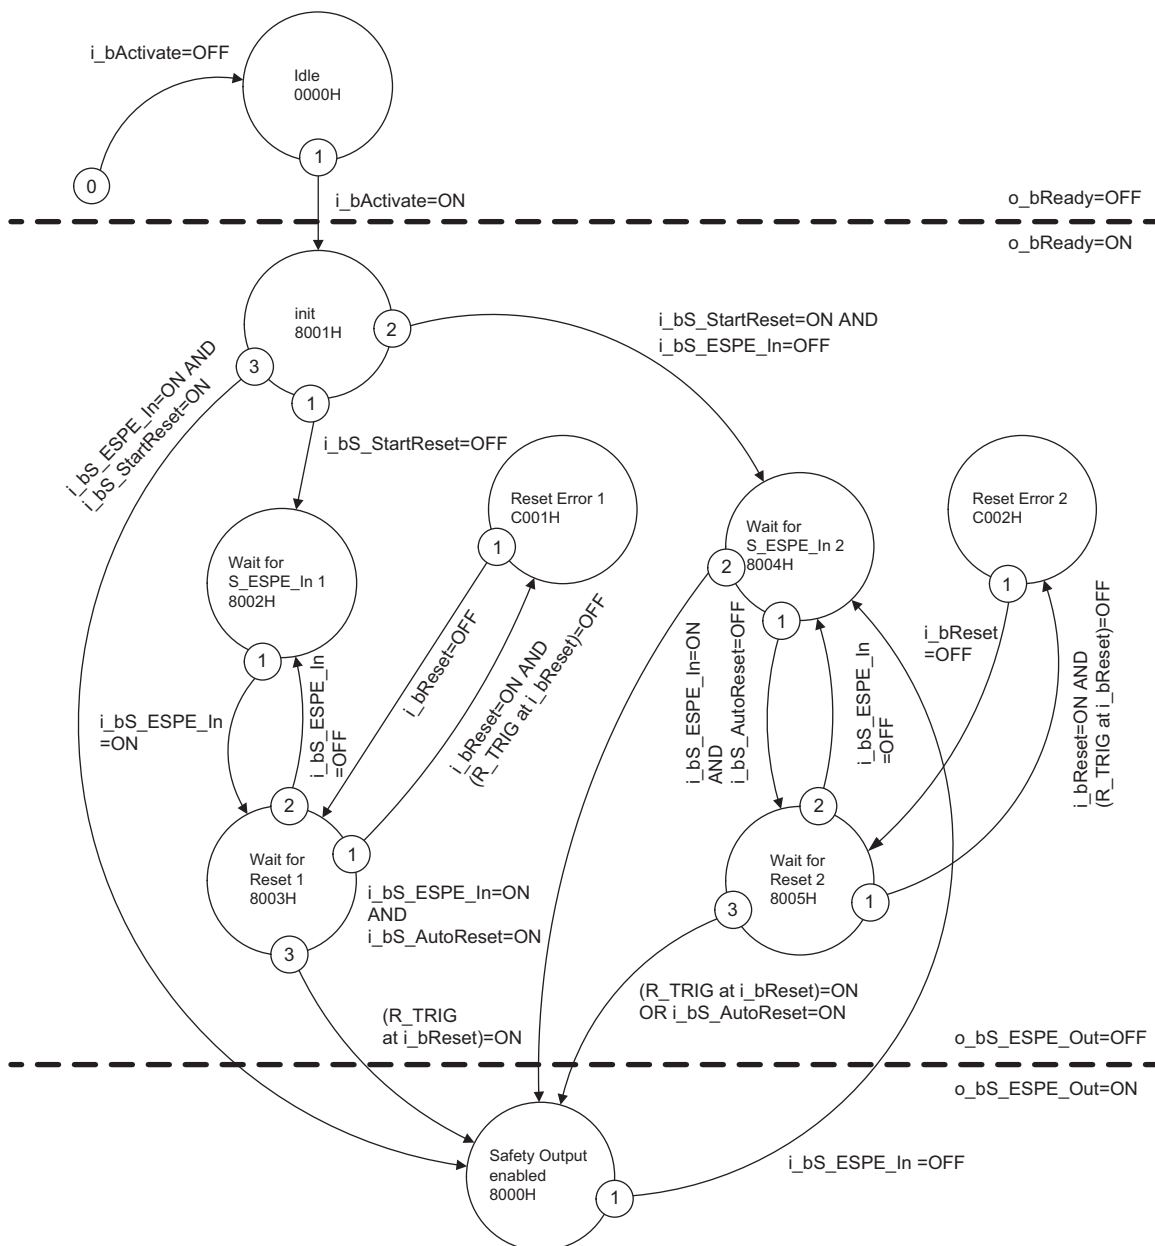 i_bActivate=OFF
Idle
0000H
1
0
i_bActivate=ON
o_bReady=OFF
o_bReady=ON
init
8001H
2
3
1
i_bS_StartReset=ON AND
i_bS_ESPE_In=OFF
i_bS_ESPE_In=ON AND
i_bS_StartReset=ON
i_bS_StartReset=OFF
Reset Error 1
C001H
1
Wait for
S_ESPE_In 2
8004H
2
1
Reset Error 2
C002H
1
Wait for
S_ESPE_In 1
8002H
1
i_bS_ESPE_In
=ON
i_bS_ESPE_In
=OFF
i_bReset=OFF
i_bReset=ON AND
(R_TRIG at i_bReset)=OFF
i_bS_ESPE_In=ON
AND
i_bS_AutoReset=OFF
i_bS_ESPE_In
=OFF
i_bReset
=OFF
i_bReset=ON AND
(R_TRIG at i_bReset)=OFF
2
1
Wait for
Reset 1
8003H
3
i_bS_ESPE_In=ON
AND
i_bS_AutoReset=ON
2
Wait for
Reset 2
8005H
3
1
(R_TRIG
at i_bReset)=ON
(R_TRIG at i_bReset)=ON
OR i_bS_AutoReset=ON
o_bS_ESPE_Out=OFF
o_bS_ESPE_Out=ON
Safety Output
enabled
8000H
1
i_bS_ESPE_In =OFF